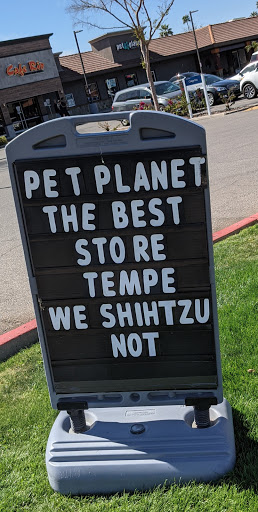 PET PLANET
THE BEST
STORE
TEMPE
WE SHIHTZU
NOT